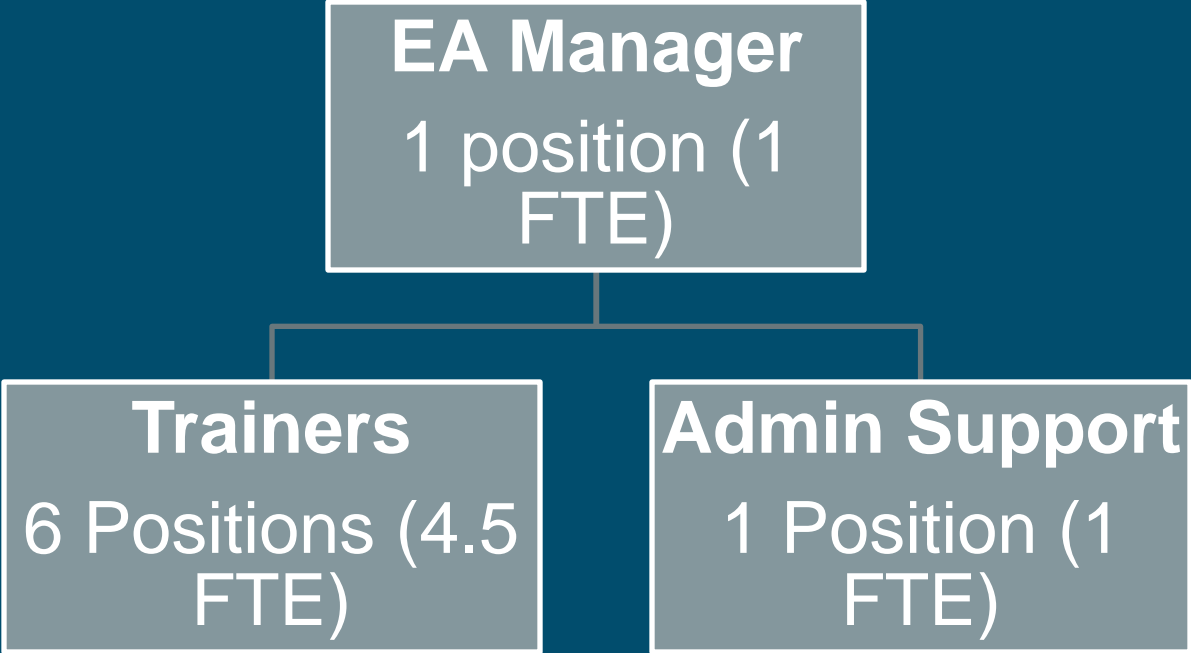 EA Manager
1 position (1
FTE)
Trainers
6 Positions (4.5
FTE)
Admin Support
1 Position (1
FTE)